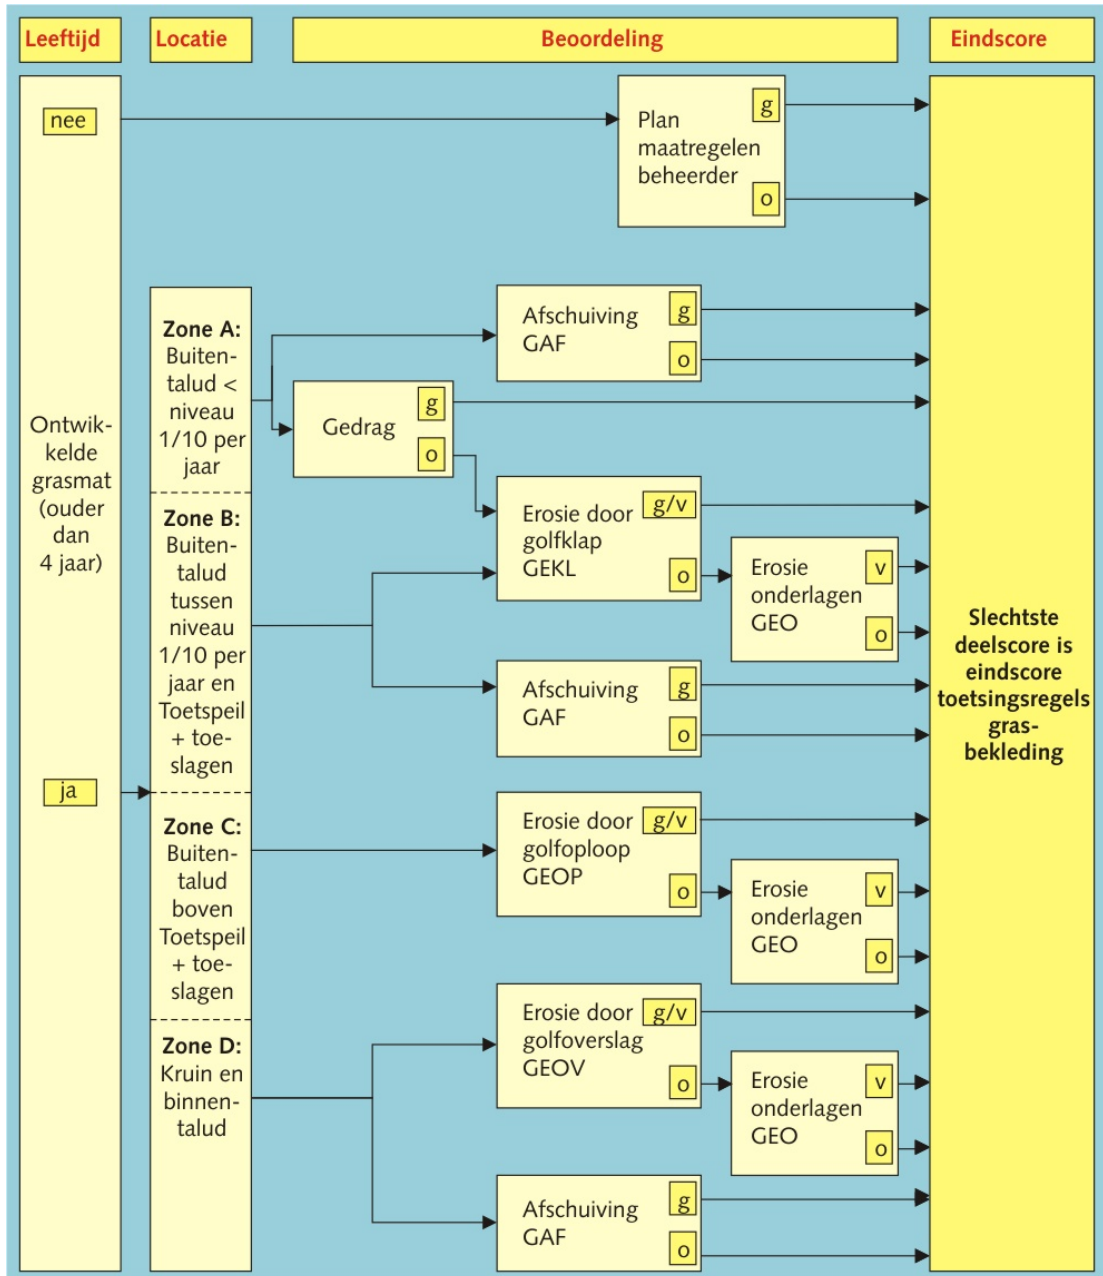 Leeftijd
Locatie
Beoordeling
Eindscore
nee
Ontwik-
kelde
grasmat
(ouder
dan
4 jaar)
ja
Zone A:
Buiten-
talud <
niveau
1/10 per
jaar
Zone B:
Buiten-
talud
tussen
niveau
1/10 per
jaar en
Toetspeil
+ toe-
slagen
Zone C:
Buiten-
talud
boven
Toetspeil
+ toe-
slagen
Zone D:
Kruin en
binnen-
talud
Plan
maatregelen
beheerder
g
o
Afschuiving
GAF
g
o
Gedrag
g
o
Erosie door
golfklap
GEKL
g/v
o
Erosie
onderlagen
GEO
v
o
Afschuiving
GAF
g
o
Erosie door
golfoploop
GEOP
g/v
o
Erosie
onderlagen
GEO
v
o
Erosie door
golfoverslag
GEOV
g/v
o
Erosie
onderlagen
GEO
v
o
Afschuiving
GAF
g
o
Slechtste
deelscore is
eindscore
toetsingsregels
gras-
bekleding